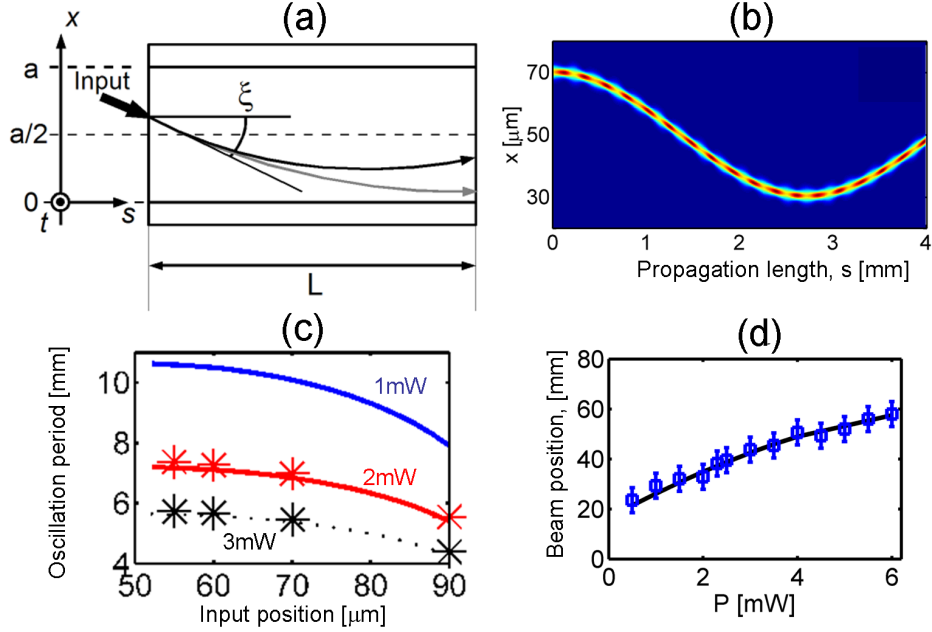 (a)
x
a
Input
ξ
a/2
0
t
s
L
(b)
x [μm]
70
50
30
0 1 2 3 4
Propagation length, s [mm]
(c)
Oscillation period [mm]
10
8
6
4
1mW
2mW
3mW
50 60 70 80 90
Input position [μm]
(d)
Beam position, [mm]
80
60
40
20
0
0 2 4 6
P [mW]